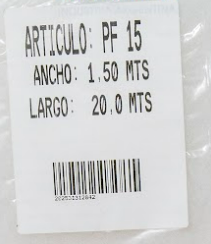 ARTICULO: PF 15
ANCHO: 1.50 MTS
LARGO: 20.0 MTS